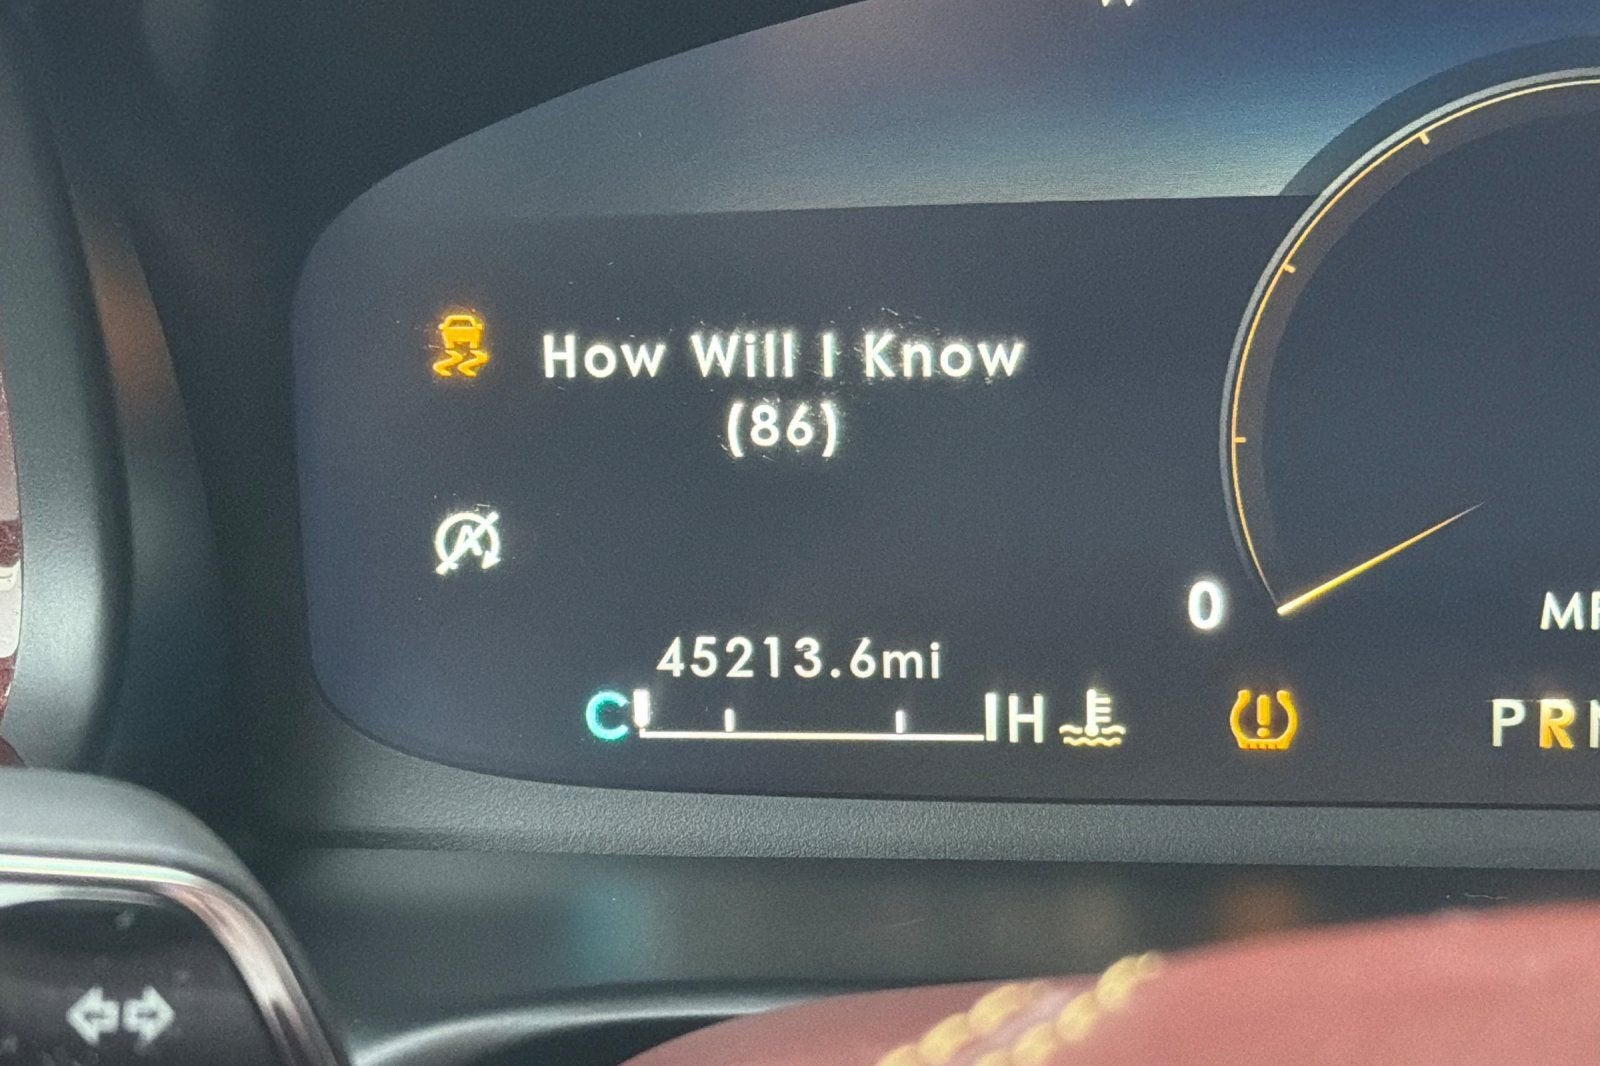 How Will I Know
(86)
0
45213.6mi
C H
PR